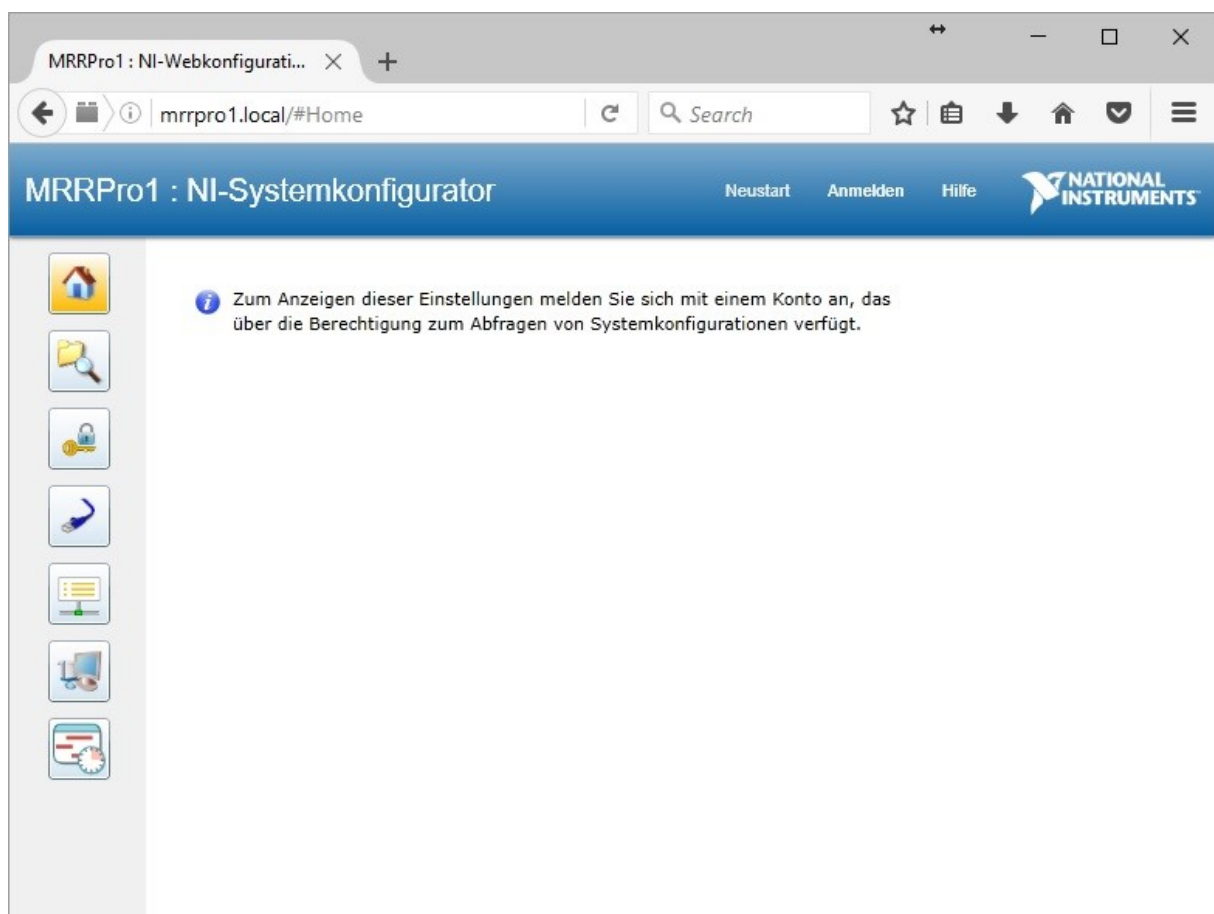 MRRPro1 : NI-Webkonfigurati...
mrrpro1.local/#Home
Search
MRRPro1 : NI-Systemkonfigurator
Neustart
Anmelden
Hilfe
NATIONAL
INSTRUMENTS
Zum Anzeigen dieser Einstellungen melden Sie sich mit einem Konto an, das
über die Berechtigung zum Abfragen von Systemkonfigurationen verfügt.